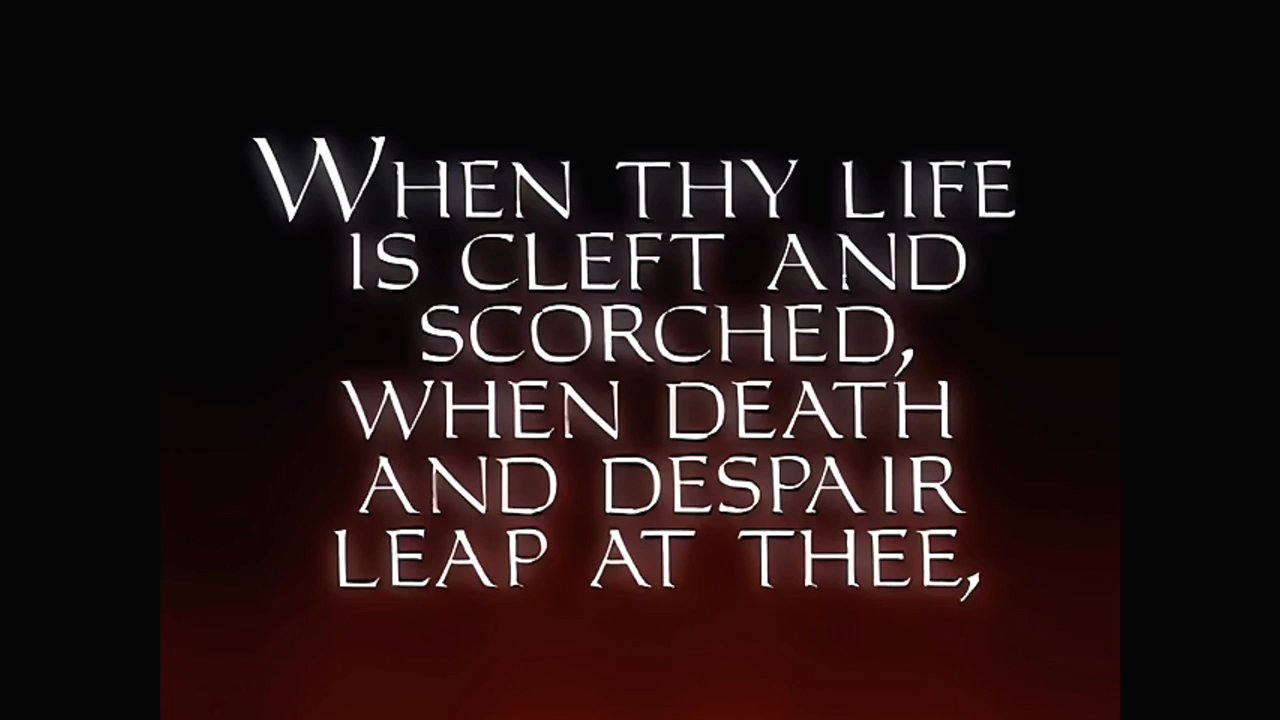 WHEN THY LIFE
IS CLEFT AND
SCORCHED,
WHEN DEATH
AND DESPAIR
LEAP AT THEE,